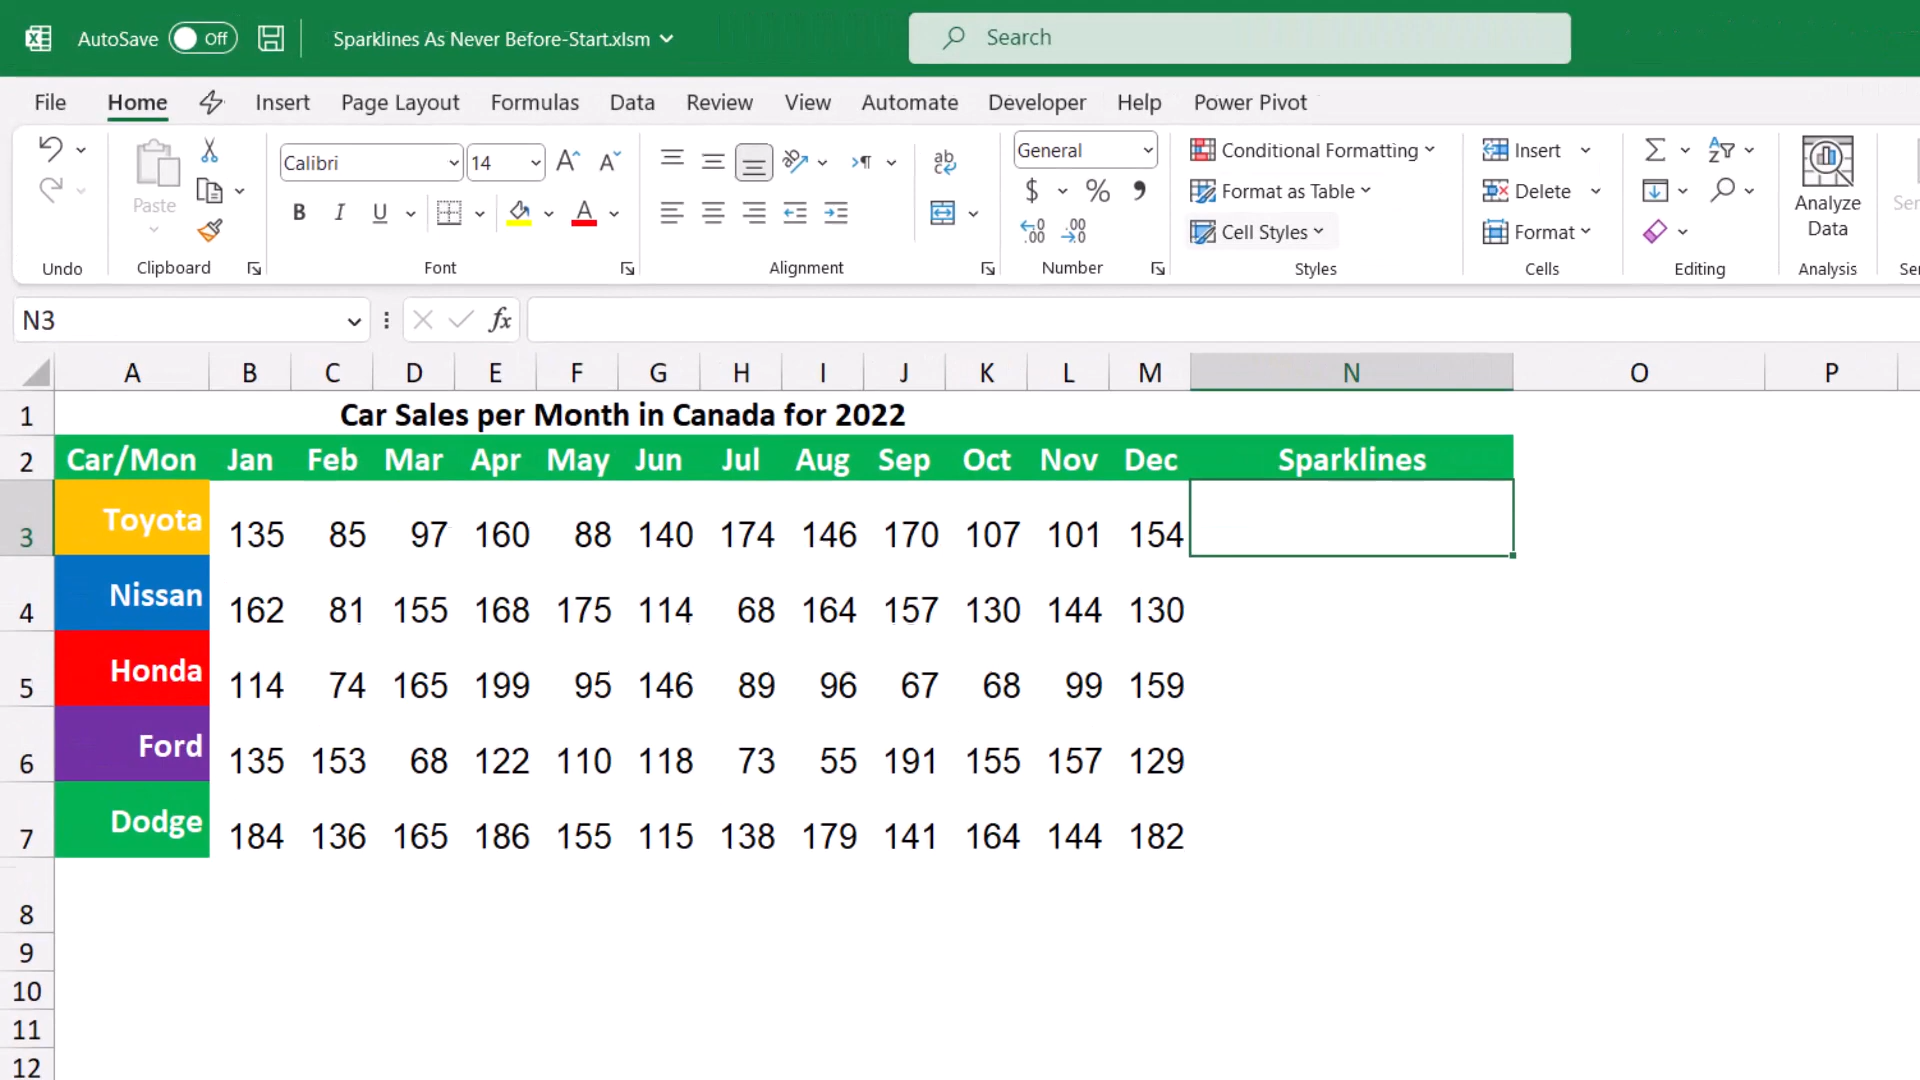 AutoSave Off Sparklines As Never Before-Start.xlsm Search
File Home Insert Page Layout Formulas Data Review View Automate Developer Help Power Pivot
Paste
Calibri 14
General
Conditional Formatting
Format as Table
Cell Styles
Insert
Delete
Format
Analyze
Data
Undo Clipboard Font Alignment Number Styles Cells Editing Analysis
N3 fx
A B C D E F G H I J K L M N O P
1 Car Sales per Month in Canada for 2022
2 Car/Mon Jan Feb Mar Apr May Jun Jul Aug Sep Oct Nov Dec Sparklines
3 Toyota 135 85 97 160 88 140 174 146 170 107 101 154
4 Nissan 162 81 155 168 175 114 68 164 157 130 144 130
5 Honda 114 74 165 199 95 146 89 96 67 68 99 159
6 Ford 135 153 68 122 110 118 73 55 191 155 157 129
7 Dodge 184 136 165 186 155 115 138 179 141 164 144 182
8
9
10
11
12